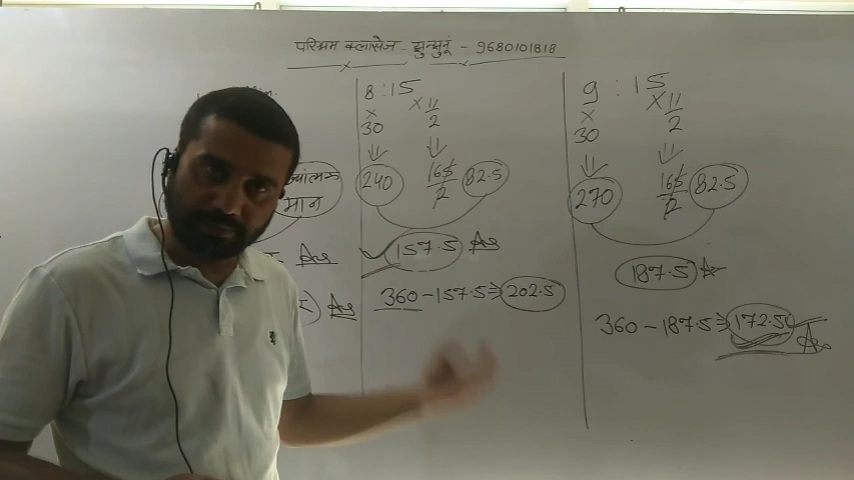 परिश्रम क्लासेज झुन्झुनूं - 9680101818
मान
Ans
Ans
8 : 15
× × 11/2
30
240 165/2 82.5
157.5 Ans
360 - 157.5 ⇒ 202.5
9 : 15
× × 11/2
30
270 165/2 82.5
187.5 A
360 - 187.5 ⇒ 172.5
Ans